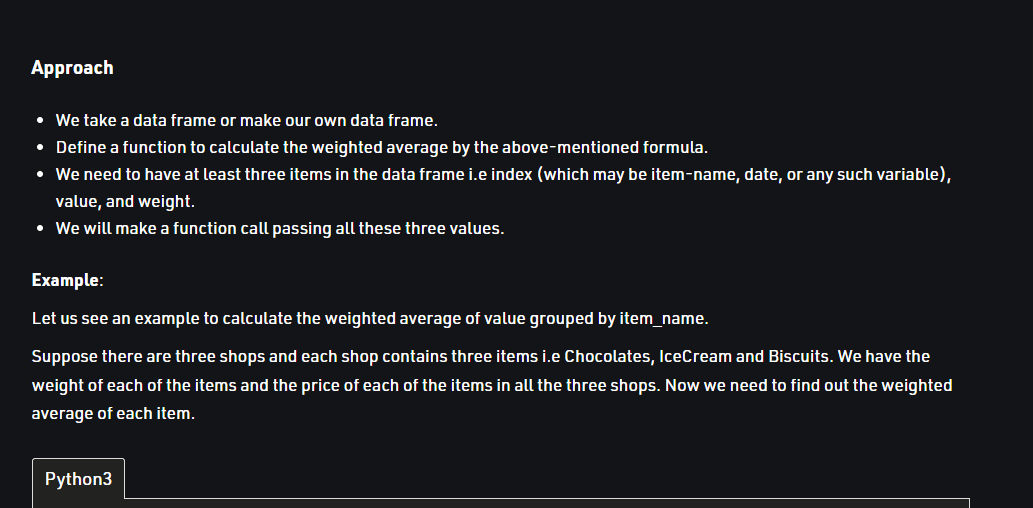 Approach
• We take a data frame or make our own data frame.
• Define a function to calculate the weighted average by the above-mentioned formula.
• We need to have at least three items in the data frame i.e index (which may be item-name, date, or any such variable),
value, and weight.
• We will make a function call passing all these three values.
Example:
Let us see an example to calculate the weighted average of value grouped by item_name.
Suppose there are three shops and each shop contains three items i.e Chocolates, IceCream and Biscuits. We have the
weight of each of the items and the price of each of the items in all the three shops. Now we need to find out the weighted
average of each item.
Python3